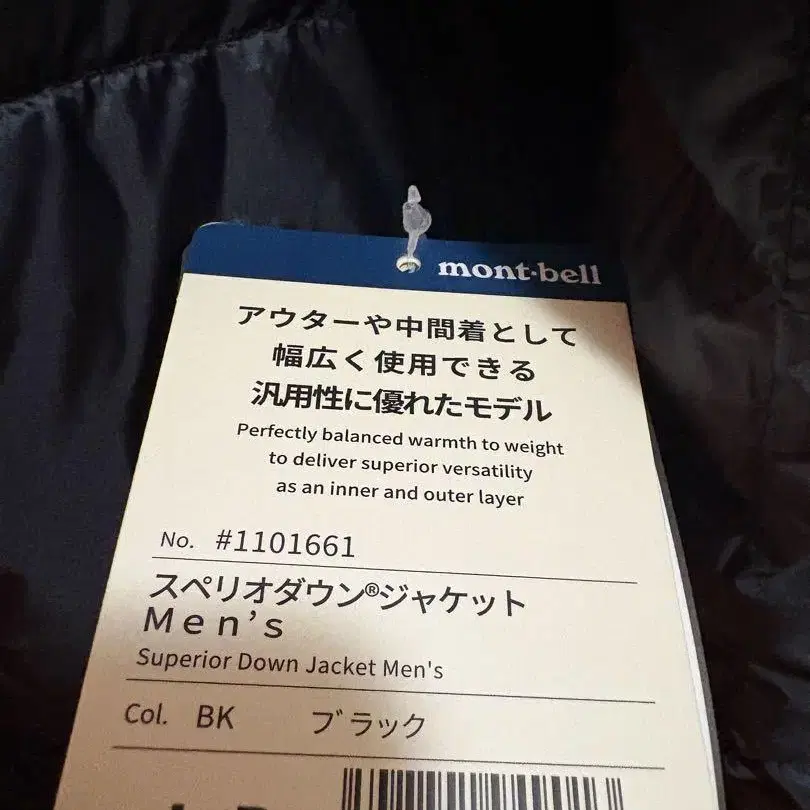 mont·bell
アウターや中間着として
幅広く使用できる
汎用性に優れたモデル
Perfectly balanced warmth to weight
to deliver superior versatility
as an inner and outer layer
No. #1101661
スペリオダウン®ジャケット
Men's
Superior Down Jacket Men's
Col. BK ブラック